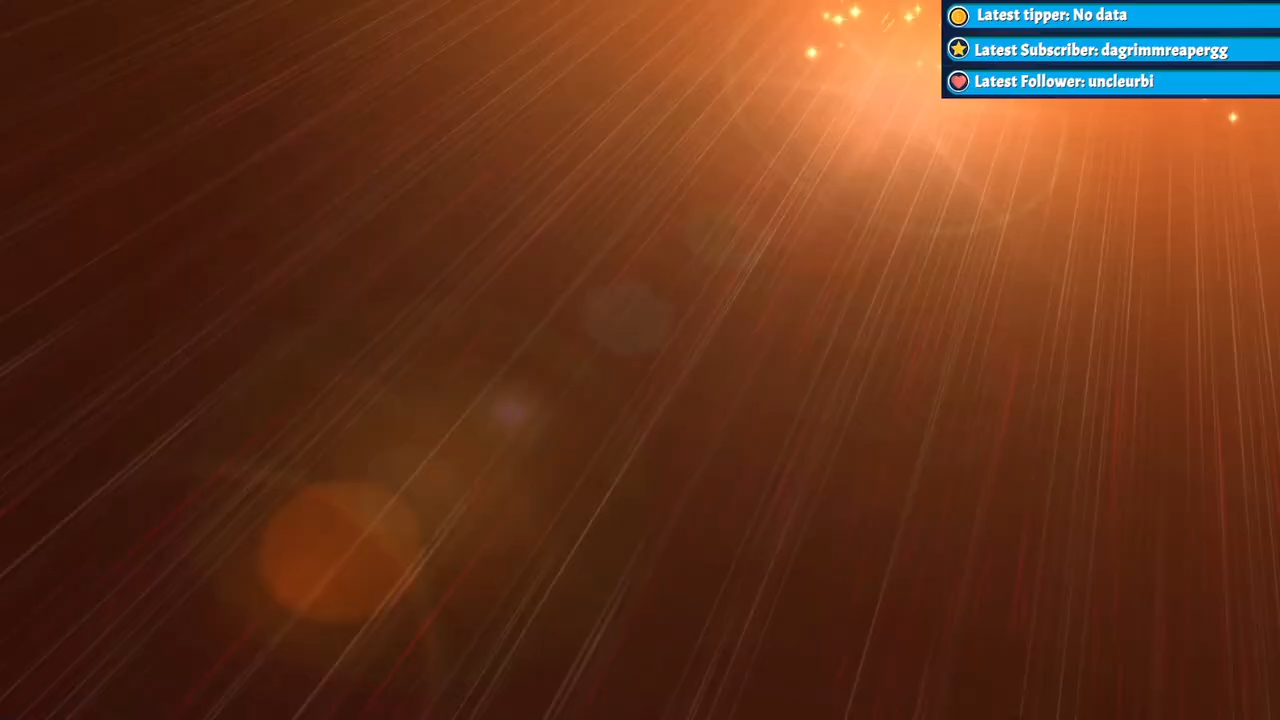 Latest tipper: No data
Latest Subscriber: dagrimmreapergg
Latest Follower: uncleurbi